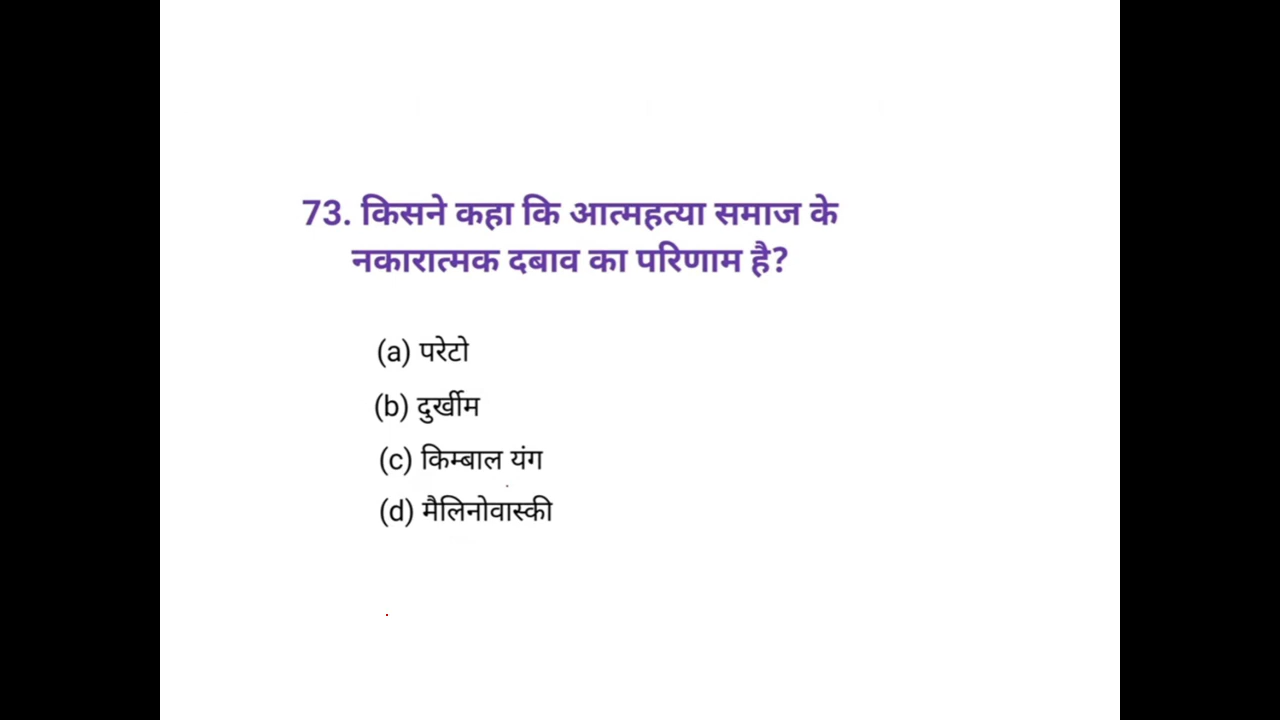 73. किसने कहा कि आत्महत्या समाज के
नकारात्मक दबाव का परिणाम है?
(a) परेटो
(b) दुर्खीम
(c) किम्बाल यंग
(d) मैलिनोवास्की